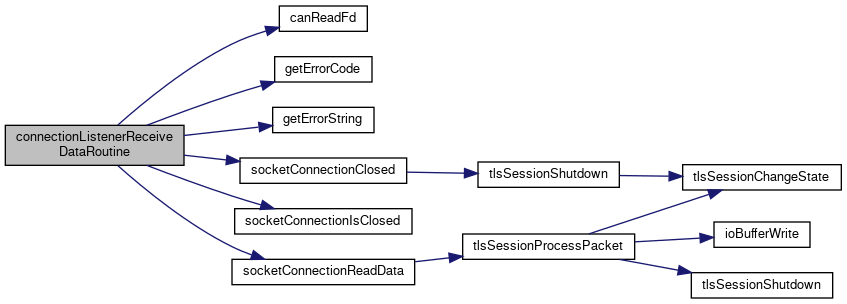 canReadFd
getErrorCode
getErrorString
connectionListenerReceive
DataRoutine
socketConnectionClosed
tlsSessionShutdown
tlsSessionChangeState
socketConnectionIsClosed
tlsSessionProcessPacket
ioBufferWrite
socketConnectionReadData
tlsSessionShutdown